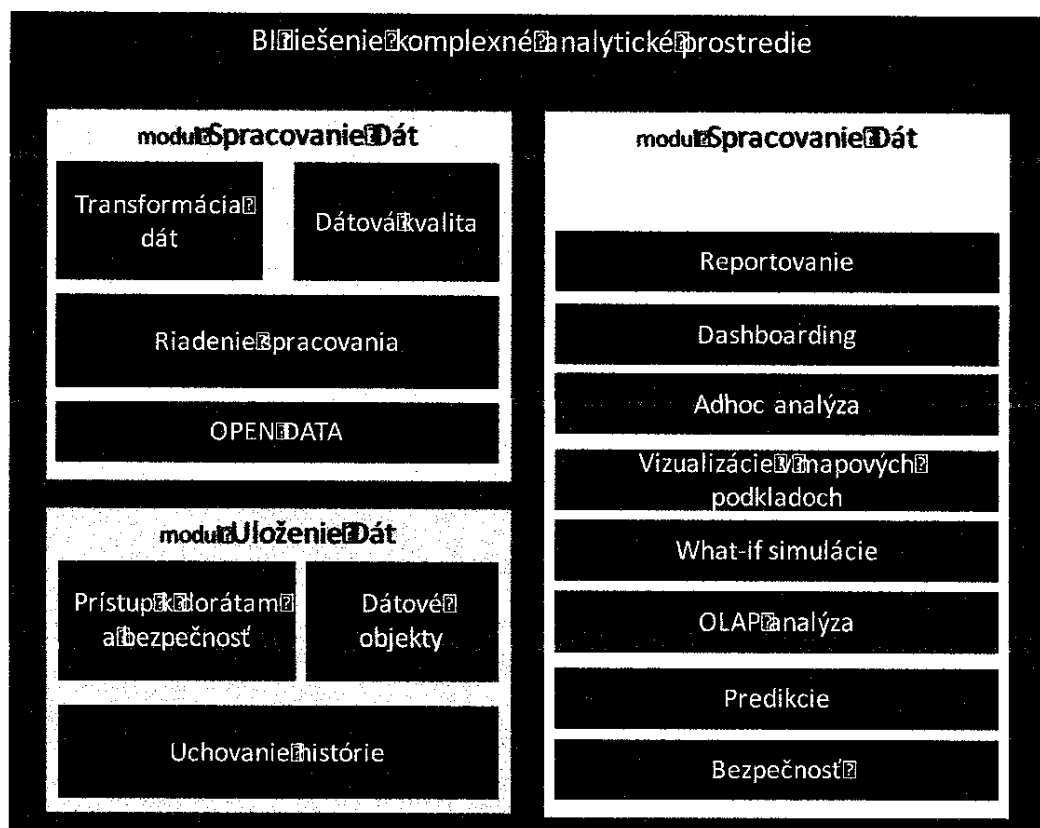 BI riešenie komplexné analytické prostredie
modul Spracovanie Dát
Transformácia
dát
Dátová kvalita
Riadenie spracovania
OPEN DATA
modul Uloženie Dát
Prístup k dorátam
a bezpečnosť
Dátové
objekty
Uchovanie histórie
modul Spracovanie Dát
Reportovanie
Dashboarding
Adhoc analýza
Vizualizácie v mapových
podkladoch
What-if simulácie
OLAP analýza
Predikcie
Bezpečnosť